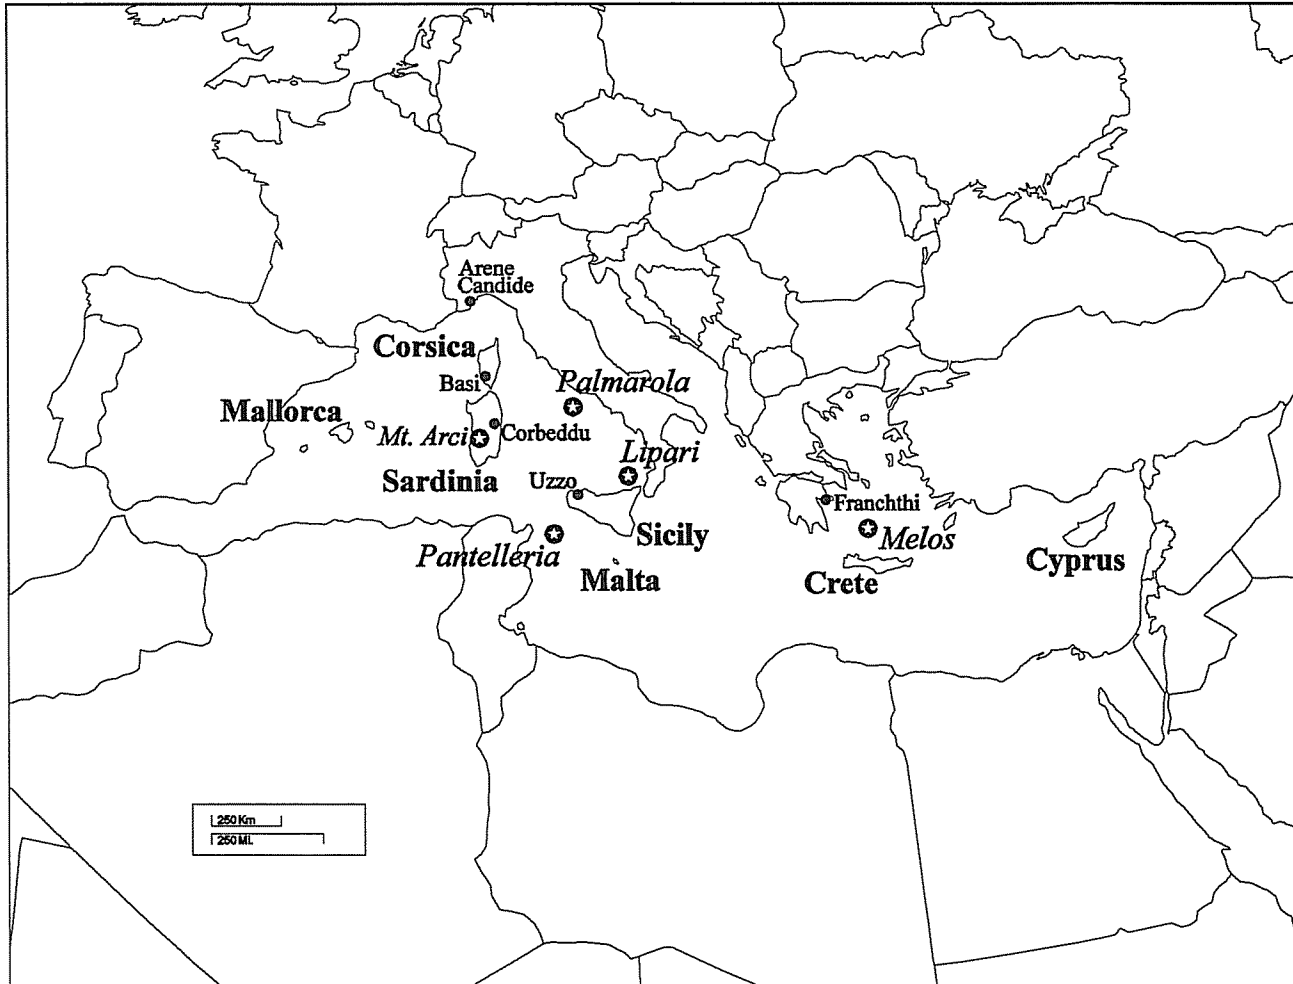 Arene
Candide
Corsica
Basi
Palmarola
Mallorca
Mt. Arci
Corbeddu
Lipari
Sardinia
Uzzo
Franchthi
Sicily
Melos
Pantelleria
Cyprus
Malta
Crete
250 Km
250 Mi.